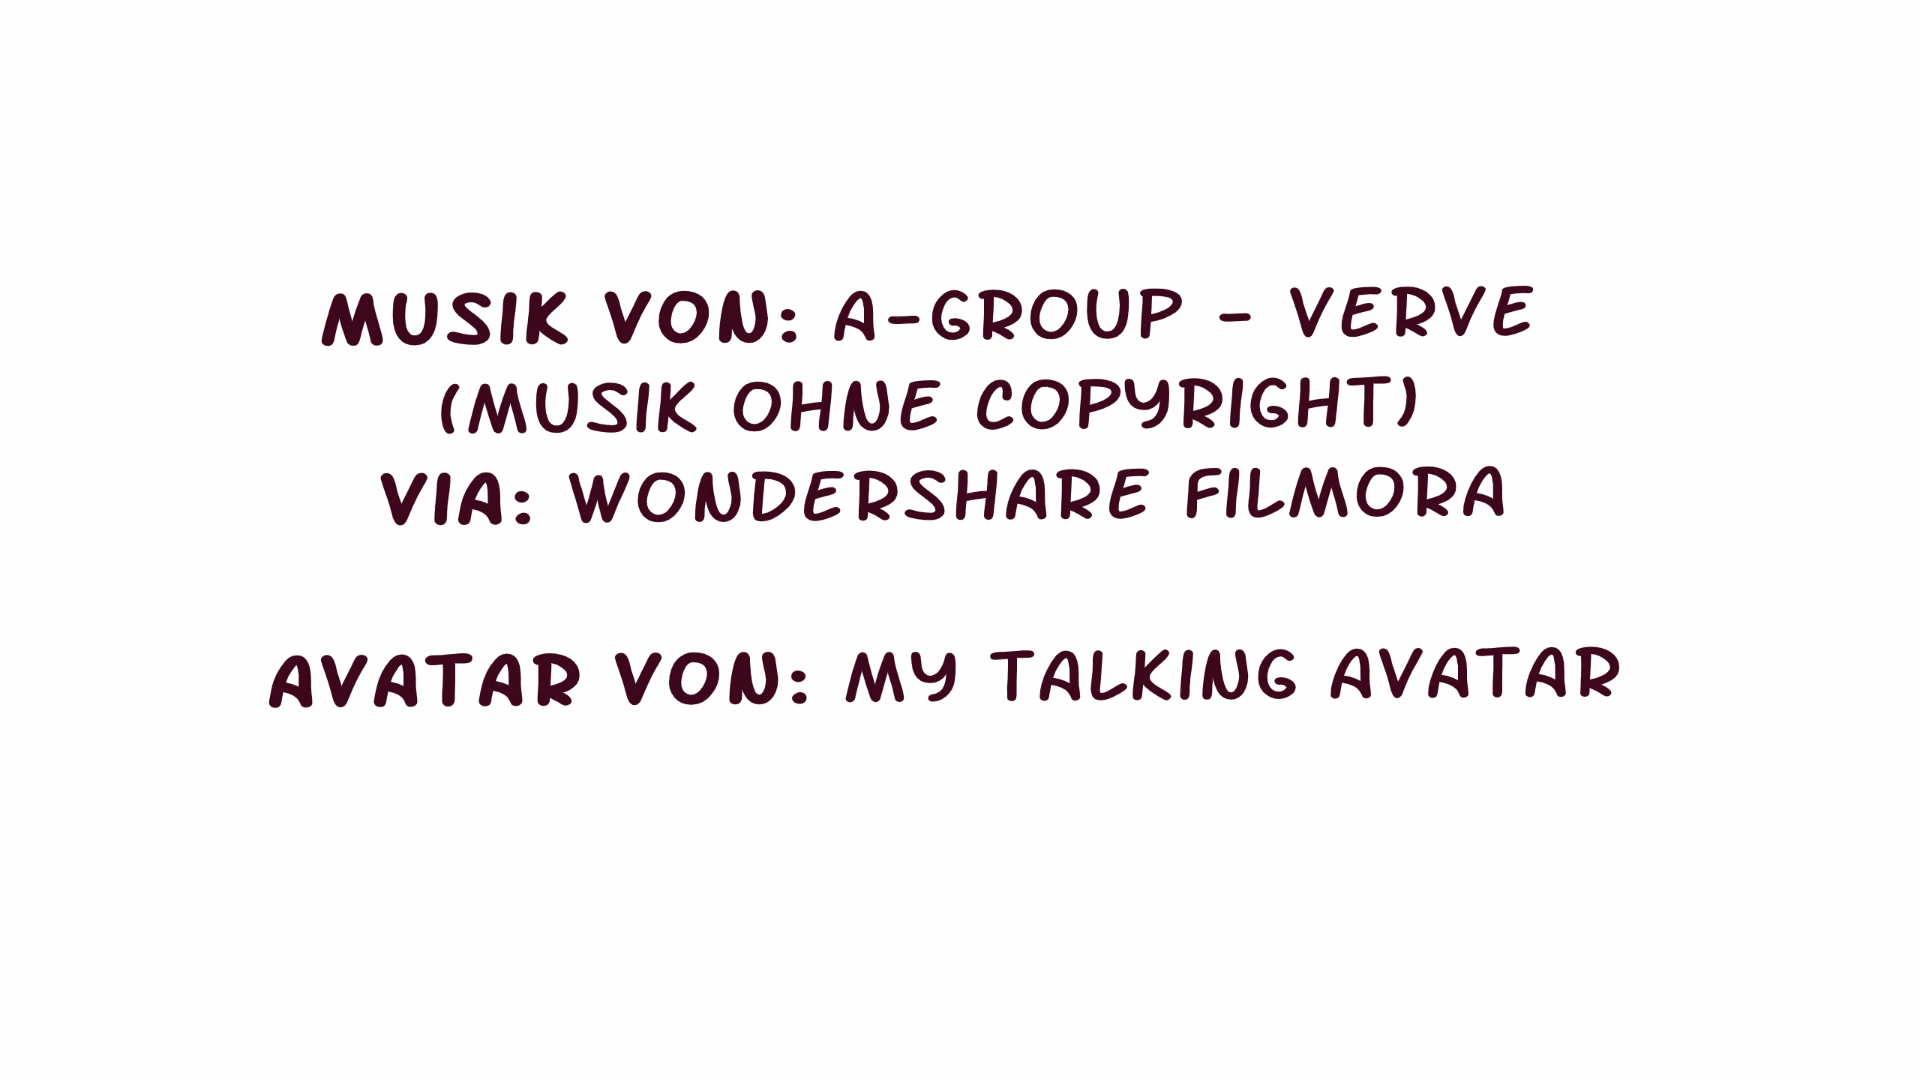 MUSIK VON: A-GROUP - VERVE
(MUSIK OHNE COPYRIGHT)
VIA: WONDERSHARE FILMORA
AVATAR VON: MY TALKING AVATAR